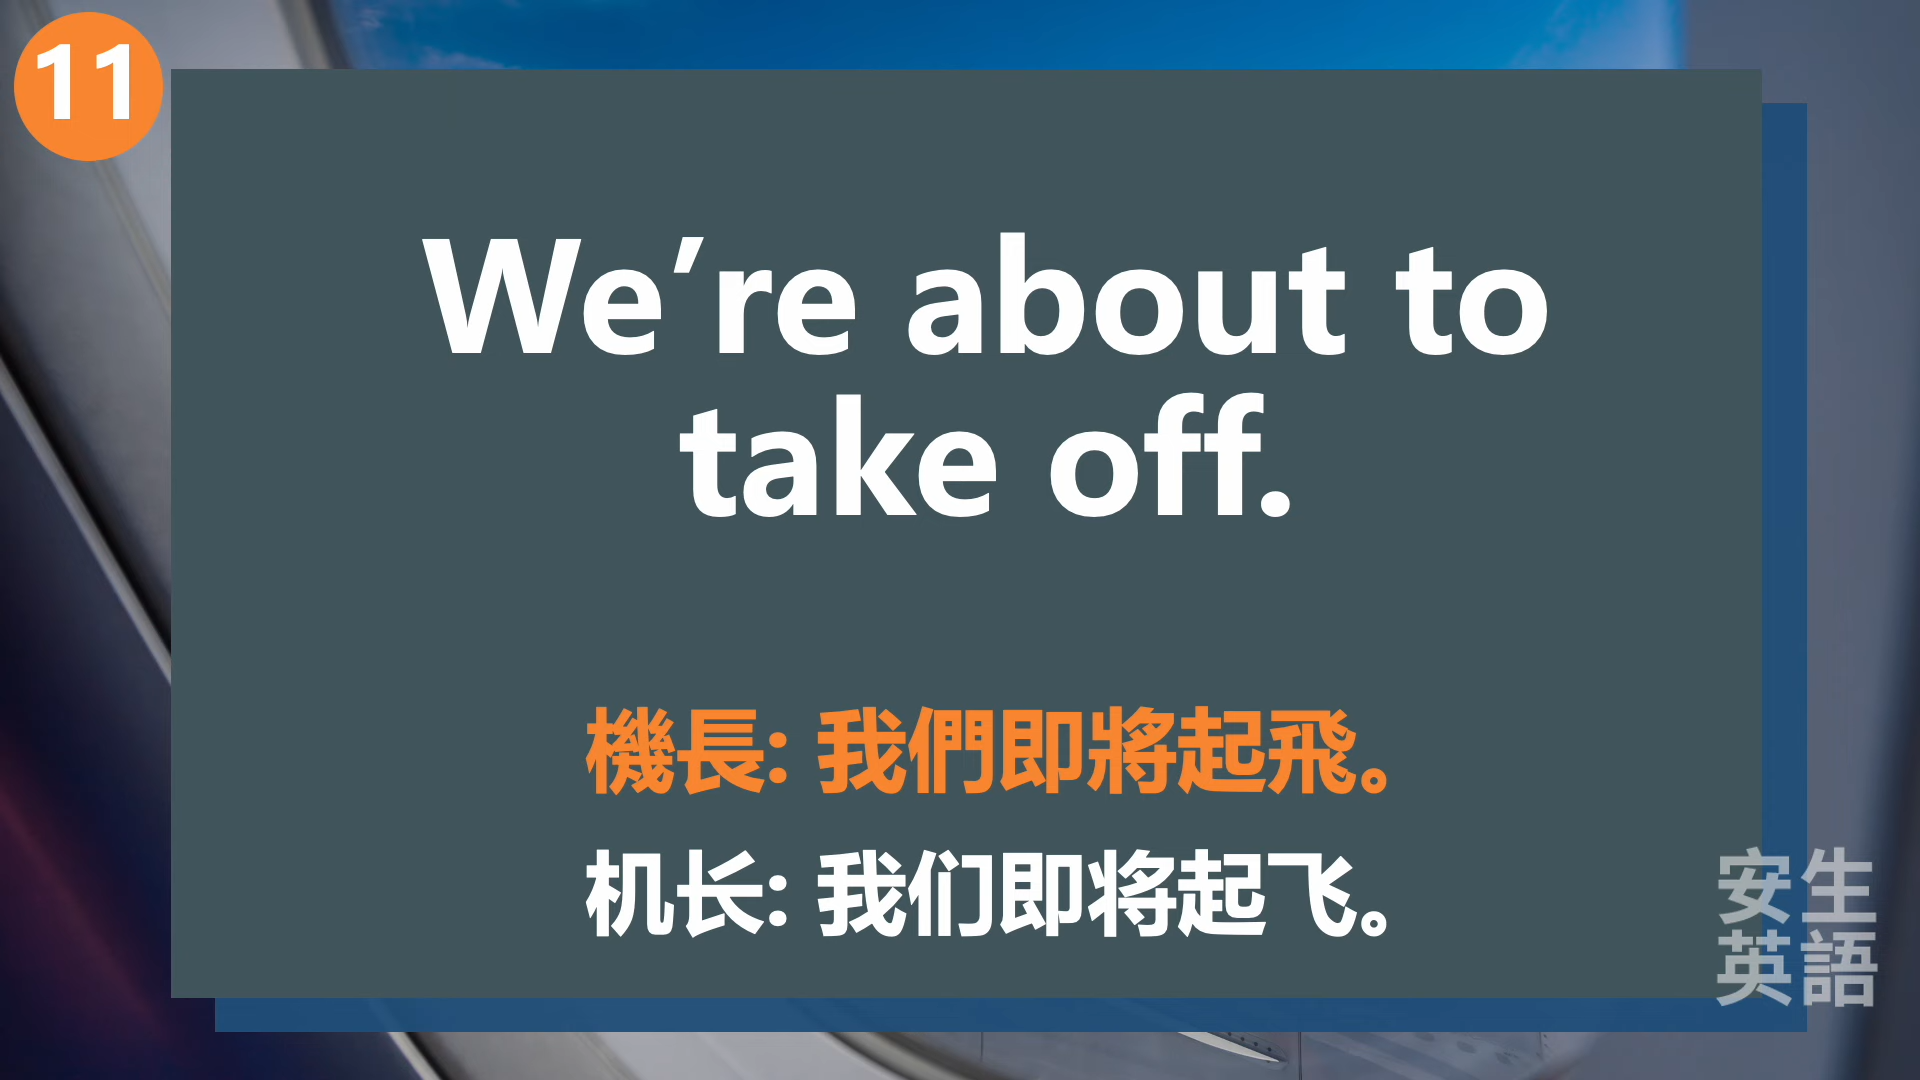 11
We’re about to
take off.
機長: 我們即將起飛。
机长: 我们即将起飞。
安生
英語